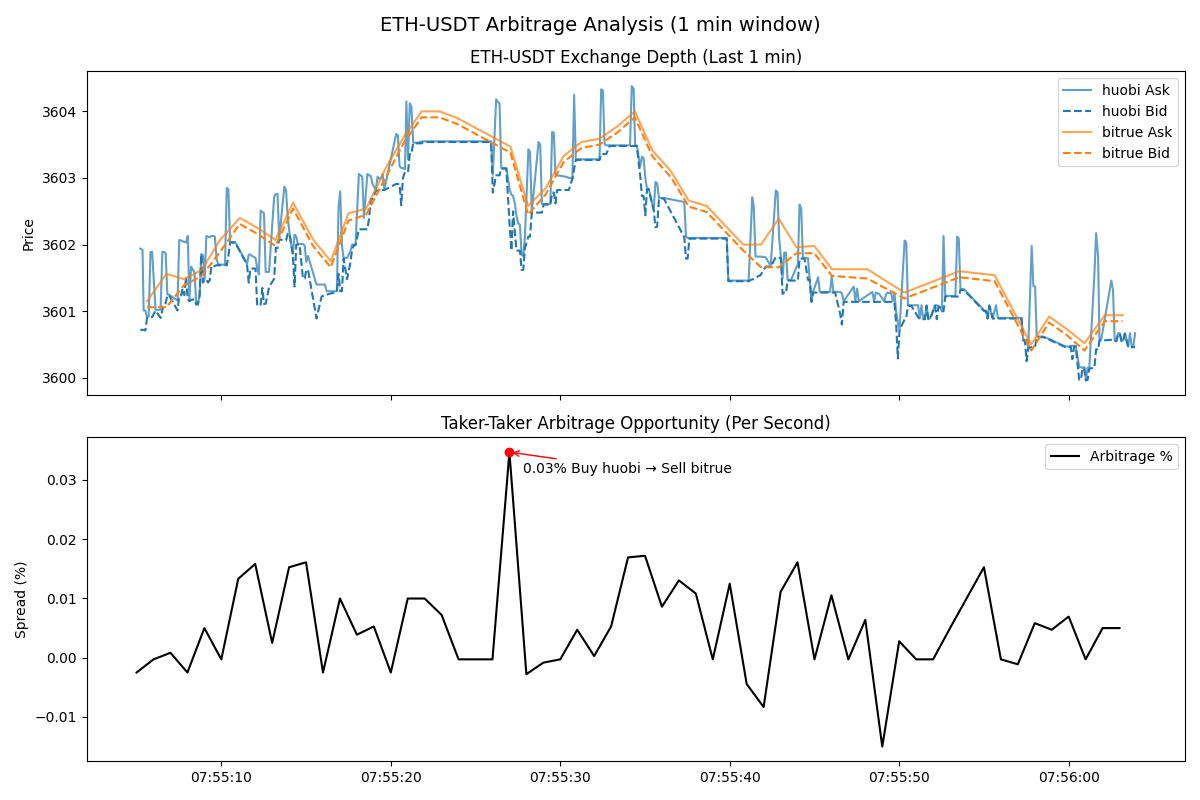 ETH-USDT Arbitrage Analysis (1 min window)
ETH-USDT Exchange Depth (Last 1 min)
huobi Ask
huobi Bid
bitrue Ask
bitrue Bid
Price
3604
3603
3602
3601
3600
Taker-Taker Arbitrage Opportunity (Per Second)
Arbitrage %
0.03% Buy huobi → Sell bitrue
Spread (%)
0.03
0.02
0.01
0.00
−0.01
07:55:10
07:55:20
07:55:30
07:55:40
07:55:50
07:56:00